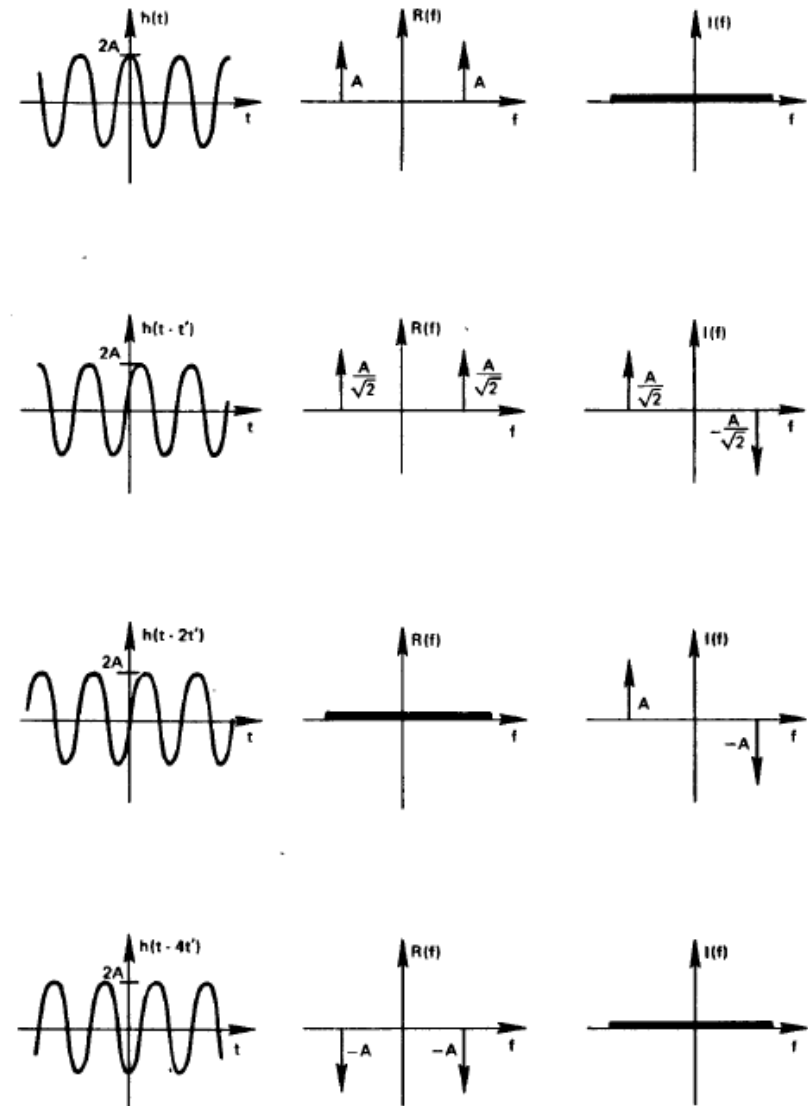 h(t) R(f) I(f)
2A A A
t f f
h(t - t′) R(f) I(f)
2A A/√2 A/√2 A/√2 -A/√2
t f f
h(t - 2t′) R(f) I(f)
2A A -A
t f f
h(t - 4t′) R(f) I(f)
2A -A -A
t f f